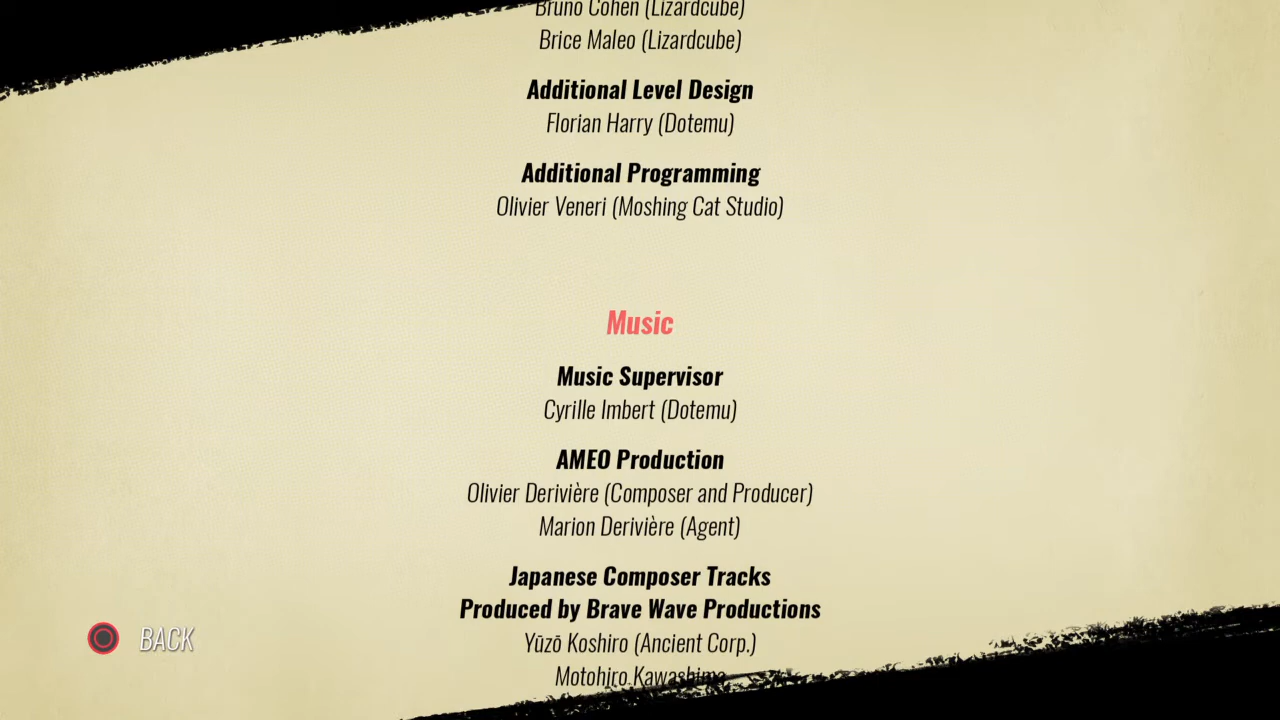 Bruno Cohen (Lizardcube)
Brice Maleo (Lizardcube)
Additional Level Design
Florian Harry (Dotemu)
Additional Programming
Olivier Veneri (Moshing Cat Studio)
Music
Music Supervisor
Cyrille Imbert (Dotemu)
AMEO Production
Olivier Derivière (Composer and Producer)
Marion Derivière (Agent)
Japanese Composer Tracks
Produced by Brave Wave Productions
Yūzō Koshiro (Ancient Corp.)
BACK
Motohiro Kawashima